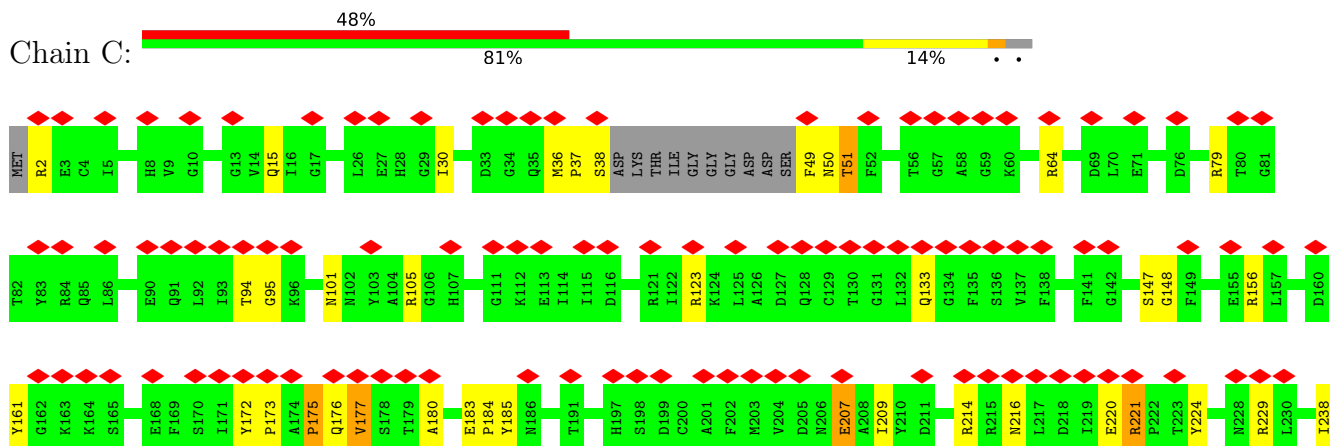 48%
Chain C:
81% 14% • •
MET R2 E3 C4 I5 H8 V9 G10 G13 V14 Q15 I16 G17 L26 E27 H28 G29 I30 D33 G34 Q35 M36 P37 S38 ASP LYS THR ILE GLY GLY GLY ASP ASP SER F49 N50 T51 F52 T56 G57 A58 G59 K60 R64 D69 L70 E71 D76 R79 T80 G81
T82 Y83 R84 Q85 L86 E90 Q91 L92 I93 T94 G95 K96 N101 N102 Y103 A104 R105 G106 H107 G111 K112 E113 I114 I115 D116 R121 I122 R123 K124 L125 A126 D127 Q128 C129 T130 G131 L132 Q133 G134 F135 S136 V137 F138 F141 G142 S147 G148 F149 E155 R156 L157 D160
Y161 G162 K163 K164 S165 E168 F169 S170 I171 Y172 P173 A174 P175 Q176 V177 S178 T179 A180 E183 P184 Y185 N186 T191 H197 S198 D199 C200 A201 F202 M203 V204 D205 N206 E207 A208 I209 Y210 D211 R214 R215 N216 L217 D218 I219 E220 R221 P222 T223 Y224 N228 R229 L230 I238